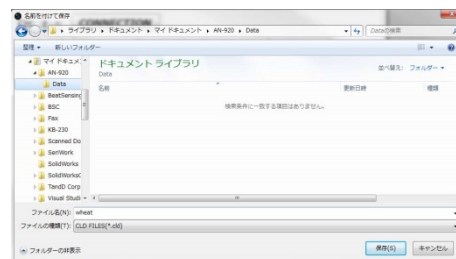 名前を付けて保存
CONNECTION
ライブラリ ▸ ドキュメント ▸ マイ ドキュメント ▸ AN-920 ▸ Data
Dataの検索
整理 ▾ 新しいフォルダー
マイ ドキュメ
AN-920
Data
BeatSensing
BSC
Fax
KB-230
Scanned Do
SerWork
SolidWorks
SolidWorksC
TandD Corp
Visual Studi
ドキュメント ライブラリ
Data
並べ替え: フォルダー ▾
名前 更新日時 種類
検索条件に一致する項目はありません。
ファイル名(N): wheat
ファイルの種類(T): CLD FILES(*.cld)
フォルダーの非表示
保存(S) キャンセル